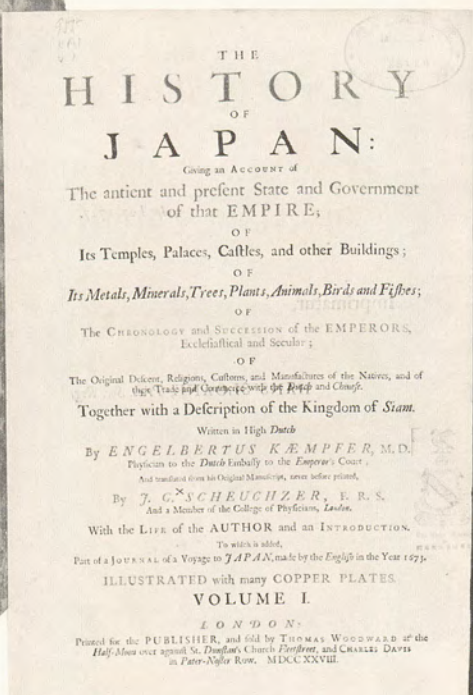 THE
HISTORY
OF
JAPAN:
Giving an ACCOUNT of
The antient and preſent State and Government
of that EMPIRE;
OF
Its Temples, Palaces, Caſtles, and other Buildings;
OF
Its Metals, Minerals, Trees, Plants, Animals, Birds and Fiſhes;
OF
The CHRONOLOGY and SUCCESSION of the EMPERORS,
Eccleſiaſtical and Secular;
OF
The Original Deſcent, Religions, Cuſtoms, and Manufactures of the Natives, and of
their Trade and Commerce with the Dutch and Chineſe.
Together with a Deſcription of the Kingdom of Siam.
Written in High Dutch
By ENGELBERTUS KÆMPFER, M.D.
Phyſician to the Dutch Embaſſy to the Emperor's Court;
And tranſlated from his Original Manuſcript, never before printed,
By J. G. SCHEUCHZER, F. R. S.
And a Member of the College of Phyſicians, London.
With the LIFE of the AUTHOR and an INTRODUCTION.
To which is added,
Part of a JOURNAL of a Voyage to JAPAN, made by the Engliſh in the Year 1673.
ILLUSTRATED with many COPPER PLATES.
VOLUME I.
LONDON:
Printed for the PUBLISHER, and ſold by THOMAS WOODWARD at the
Half-Moon over againſt St. Dunſtan's Church Fleetſtreet, and CHARLES DAVIS
in Pater-Noſter Row. MDCCXXVIII.